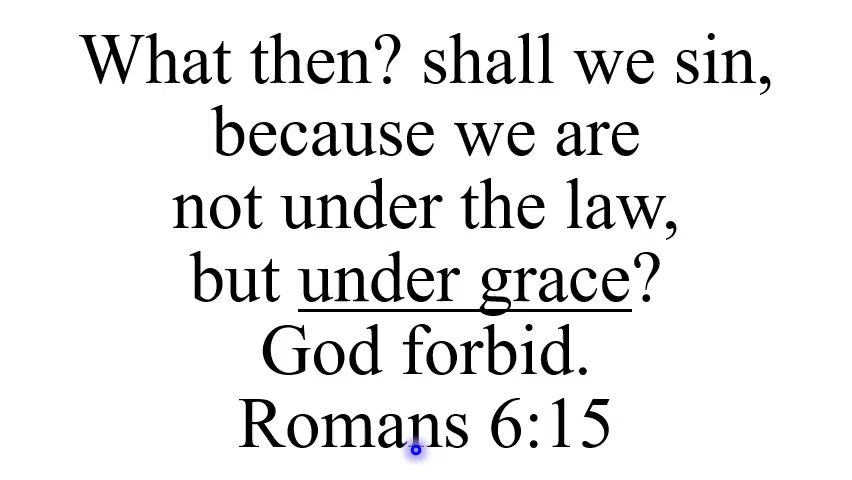 What then? shall we sin,
because we are
not under the law,
but under grace?
God forbid.
Romans 6:15